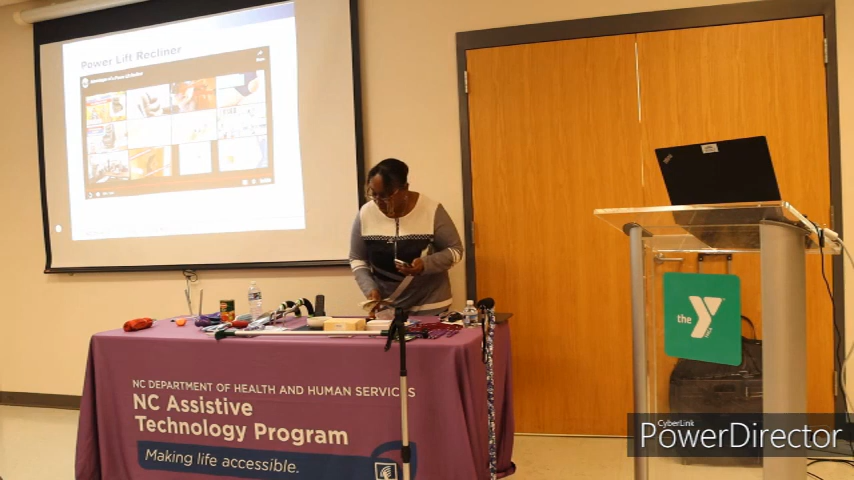 Power Lift Recliner
NC DEPARTMENT OF HEALTH AND HUMAN SERVICES
NC Assistive
Technology Program
Making life accessible.
the Y
CyberLink
PowerDirector